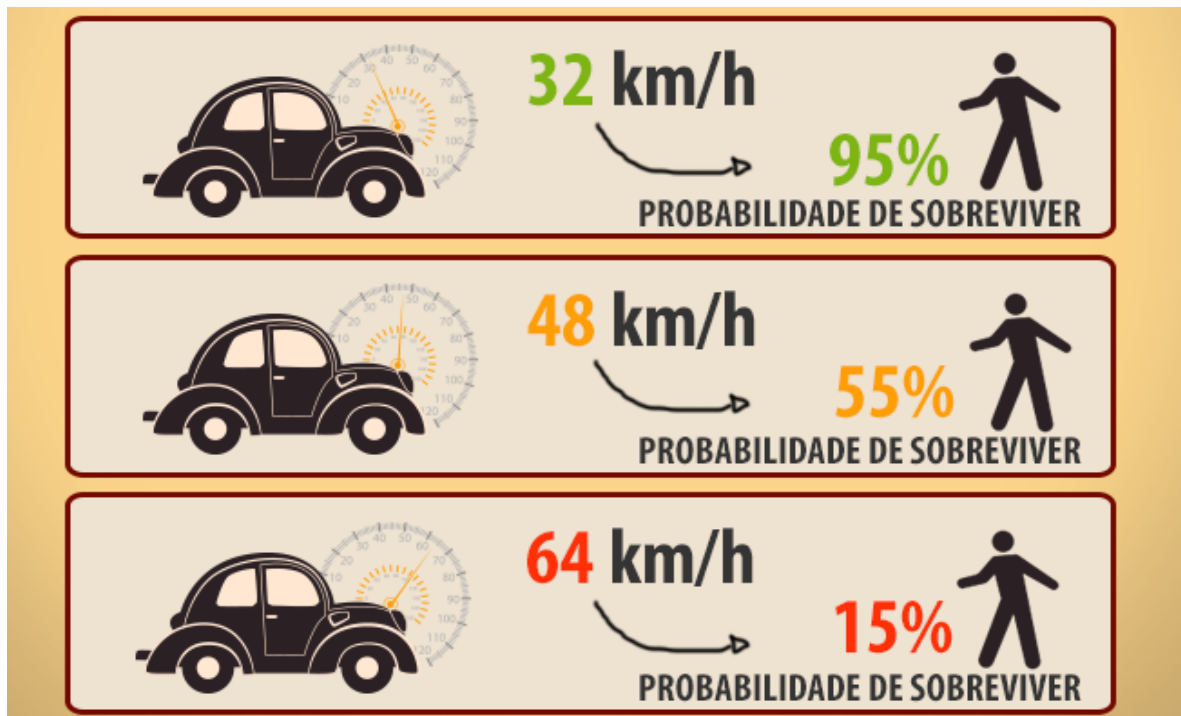 32 km/h
95%
PROBABILIDADE DE SOBREVIVER
48 km/h
55%
PROBABILIDADE DE SOBREVIVER
64 km/h
15%
PROBABILIDADE DE SOBREVIVER